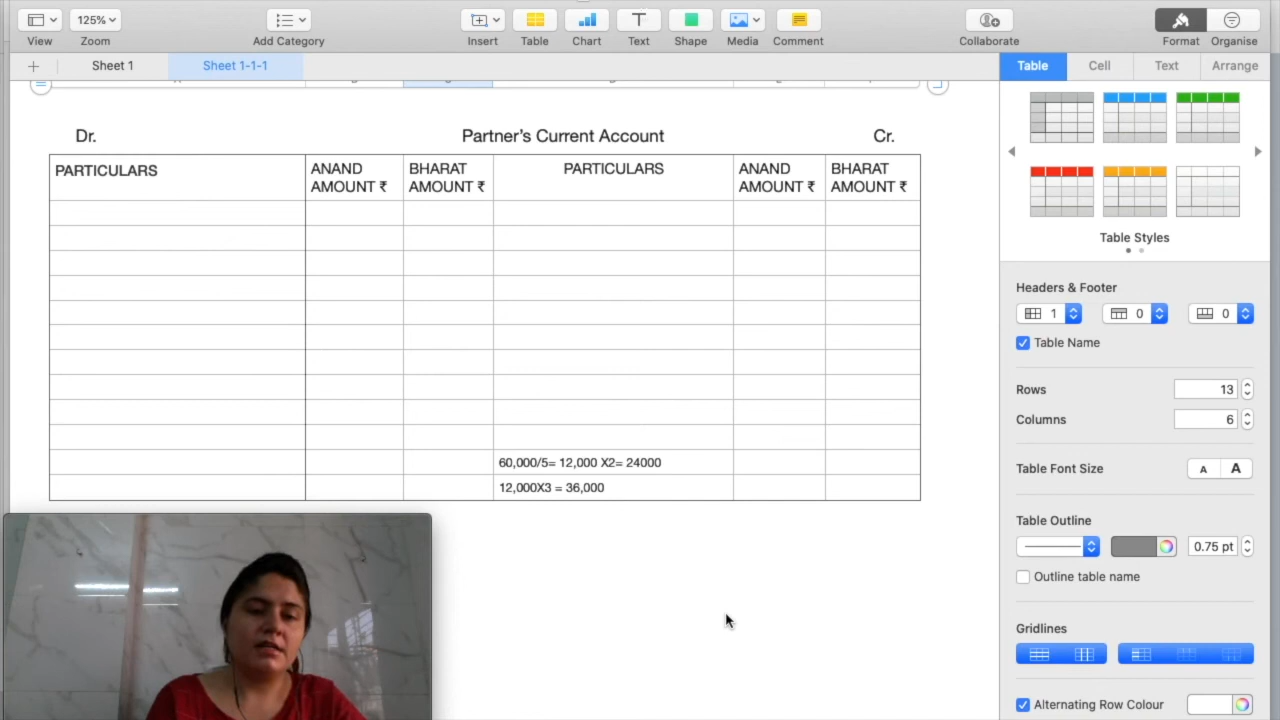 125%
View
Zoom
Add Category
Insert
Table
Chart
Text
Shape
Media
Comment
Collaborate
Format
Organise
Sheet 1
Sheet 1-1-1
Table
Cell
Text
Arrange
Dr.
Partner's Current Account
Cr.
PARTICULARS
ANAND AMOUNT ₹
BHARAT AMOUNT ₹
PARTICULARS
ANAND AMOUNT ₹
BHARAT AMOUNT ₹
60,000/5= 12,000 X2= 24000
12,000X3 = 36,000
Table Styles
Headers & Footer
1
0
0
Table Name
Rows
13
Columns
6
Table Font Size
A
A
Table Outline
0.75 pt
Outline table name
Gridlines
Alternating Row Colour